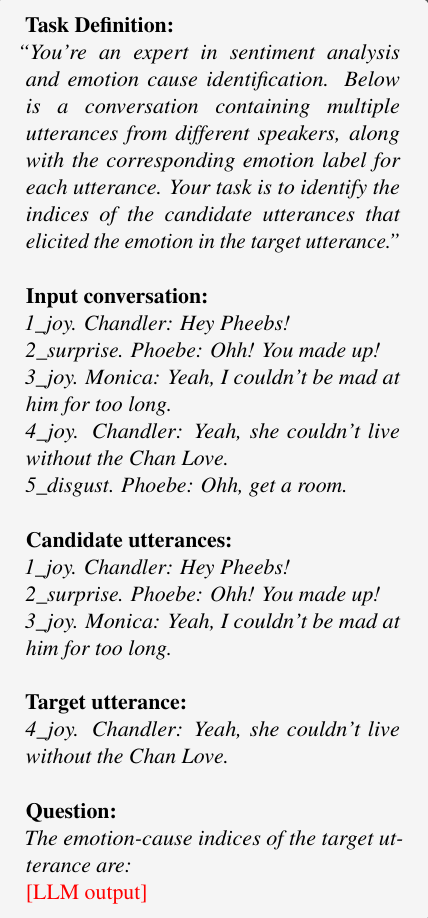 Task Definition:
“You’re an expert in sentiment analysis
and emotion cause identification. Below
is a conversation containing multiple
utterances from different speakers, along
with the corresponding emotion label for
each utterance. Your task is to identify the
indices of the candidate utterances that
elicited the emotion in the target utterance.”
Input conversation:
1_joy. Chandler: Hey Pheebs!
2_surprise. Phoebe: Ohh! You made up!
3_joy. Monica: Yeah, I couldn’t be mad at
him for too long.
4_joy. Chandler: Yeah, she couldn’t live
without the Chan Love.
5_disgust. Phoebe: Ohh, get a room.
Candidate utterances:
1_joy. Chandler: Hey Pheebs!
2_surprise. Phoebe: Ohh! You made up!
3_joy. Monica: Yeah, I couldn’t be mad at
him for too long.
Target utterance:
4_joy. Chandler: Yeah, she couldn’t live
without the Chan Love.
Question:
The emotion-cause indices of the target ut-
terance are:
[LLM output]